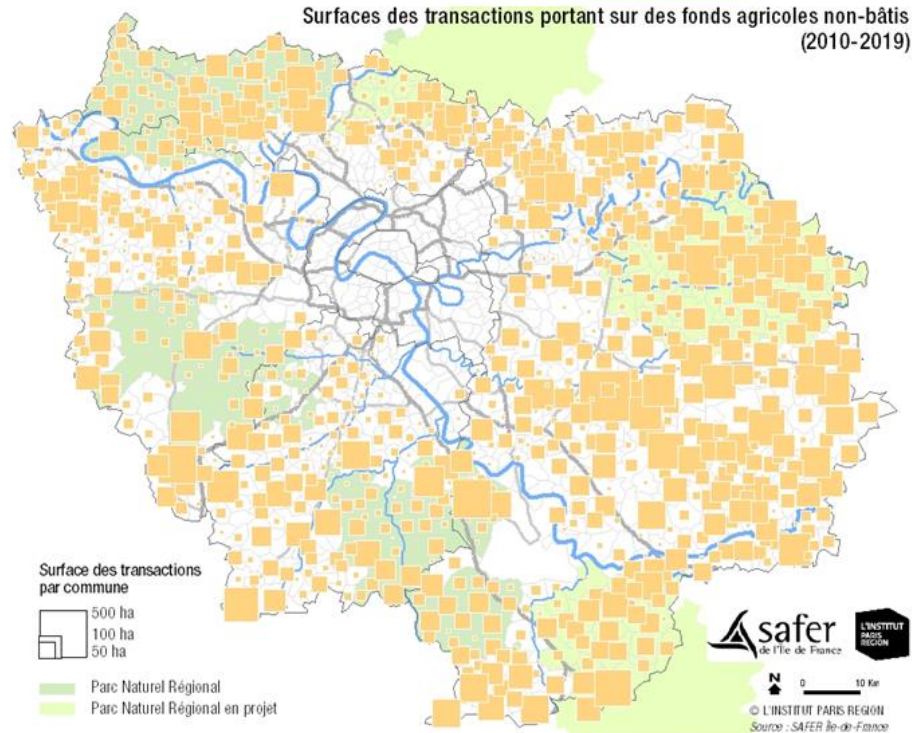 Surfaces des transactions portant sur des fonds agricoles non-bâtis
(2010-2019)
Surface des transactions
par commune
500 ha
100 ha
50 ha
Parc Naturel Régional
Parc Naturel Régional en projet
safer
de l'Île de France
L'INSTITUT
PARIS
REGION
N
0 10 Km
© L'INSTITUT PARIS REGION
Source : SAFER Île-de-France